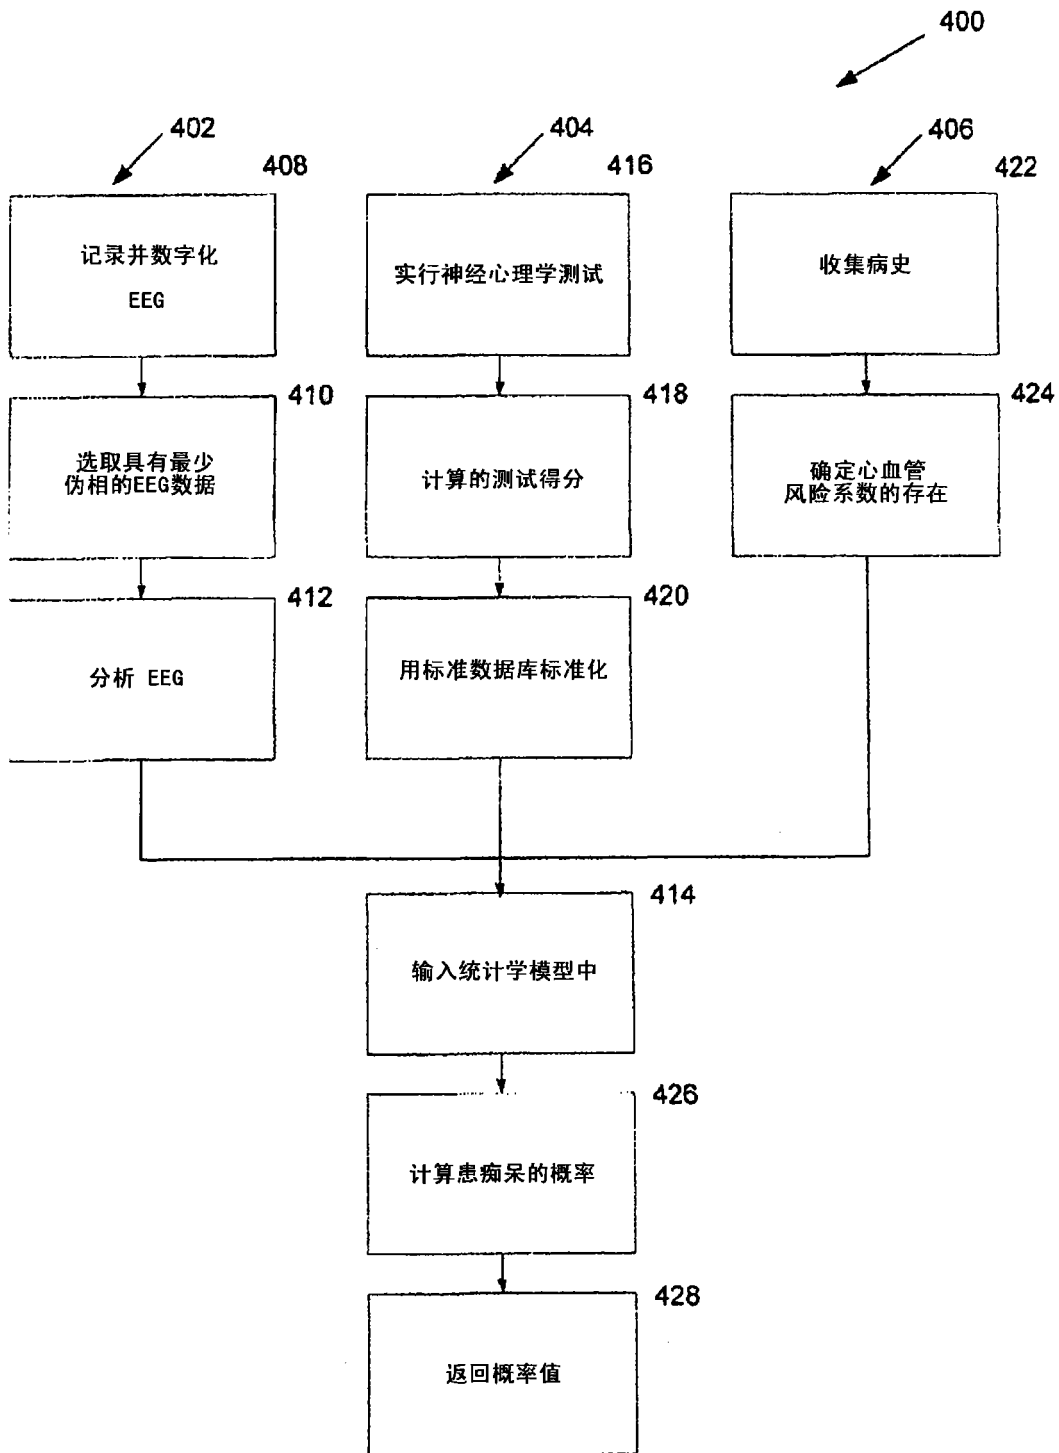 400
402
404
406
408
416
422
记录并数字化
EEG
实行神经心理学测试
收集病史
410
418
424
选取具有最少
伪相的EEG数据
计算的测试得分
确定心血管
风险系数的存在
412
420
分析 EEG
用标准数据库标准化
414
输入统计学模型中
426
计算患痴呆的概率
428
返回概率值